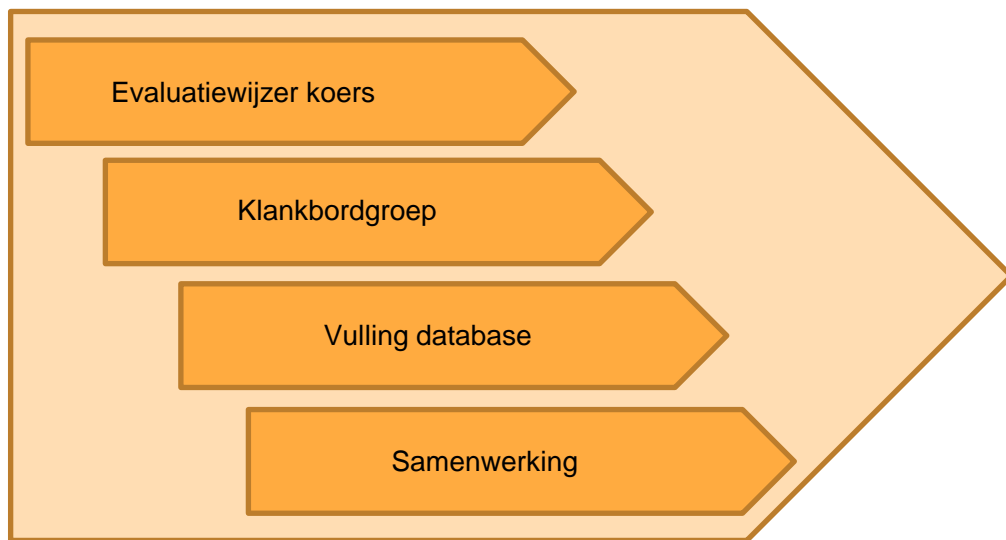 Evaluatiewijzer koers
Klankbordgroep
Vulling database
Samenwerking